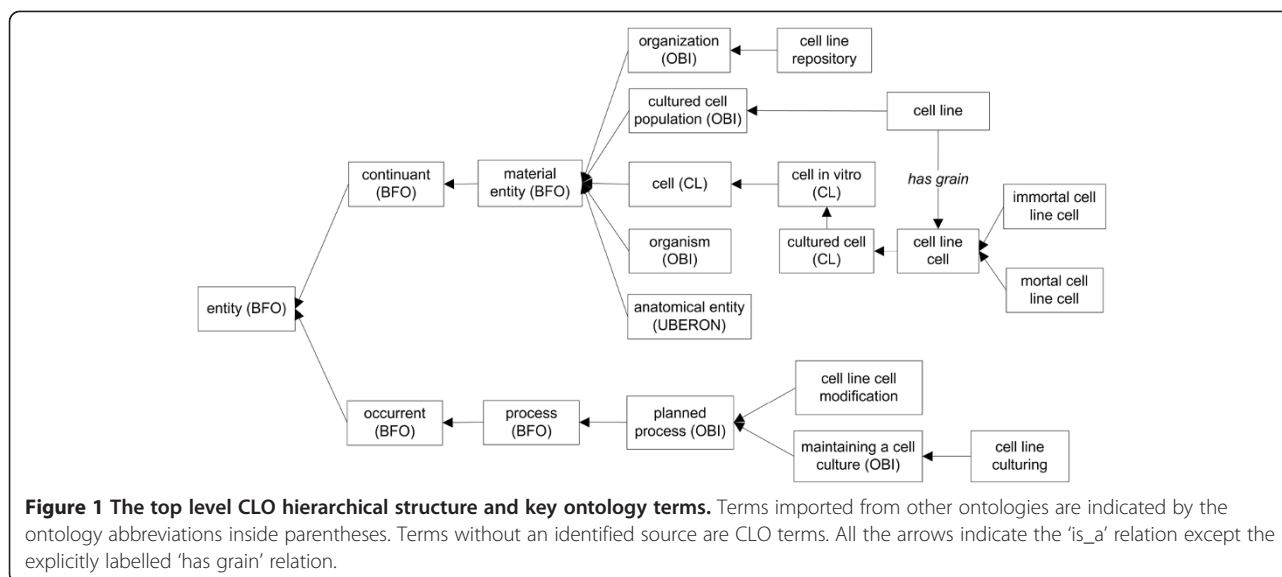 organization
(OBI)
cell line
repository
cultured cell
population (OBI)
cell line
continuant
(BFO)
material
entity (BFO)
cell (CL)
cell in vitro
(CL)
has grain
immortal cell
line cell
organism
(OBI)
cultured cell
(CL)
cell line
cell
mortal cell
line cell
entity (BFO)
anatomical entity
(UBERON)
cell line cell
modification
occurrent
(BFO)
process
(BFO)
planned
process (OBI)
maintaining a cell
culture (OBI)
cell line
culturing
Figure 1 The top level CLO hierarchical structure and key ontology terms. Terms imported from other ontologies are indicated by the
ontology abbreviations inside parentheses. Terms without an identified source are CLO terms. All the arrows indicate the ‘is_a’ relation except the
explicitly labelled ‘has grain’ relation.